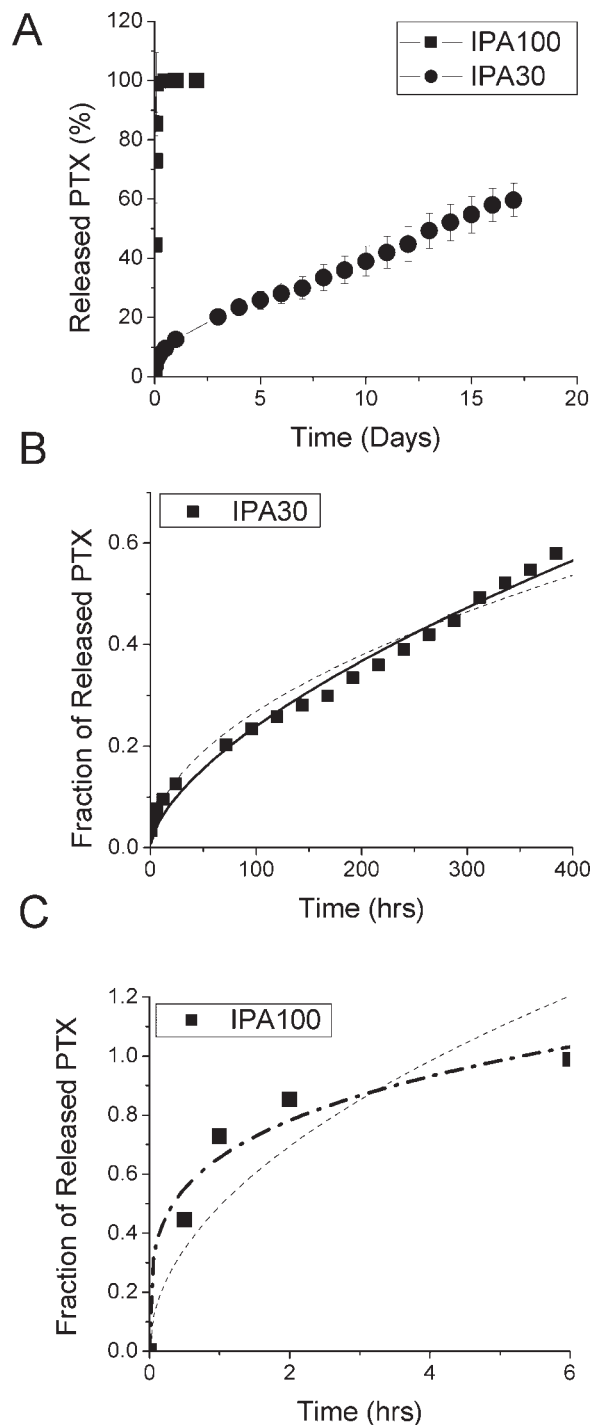 A
120
100
80
60
40
20
0
Released PTX (%)
IPA100
IPA30
0 5 10 15 20
Time (Days)
B
IPA30
0.6
0.4
0.2
0.0
Fraction of Released PTX
0 100 200 300 400
Time (hrs)
C
1.2
1.0
0.8
0.6
0.4
0.2
0.0
Fraction of Released PTX
IPA100
0 2 4 6
Time (hrs)